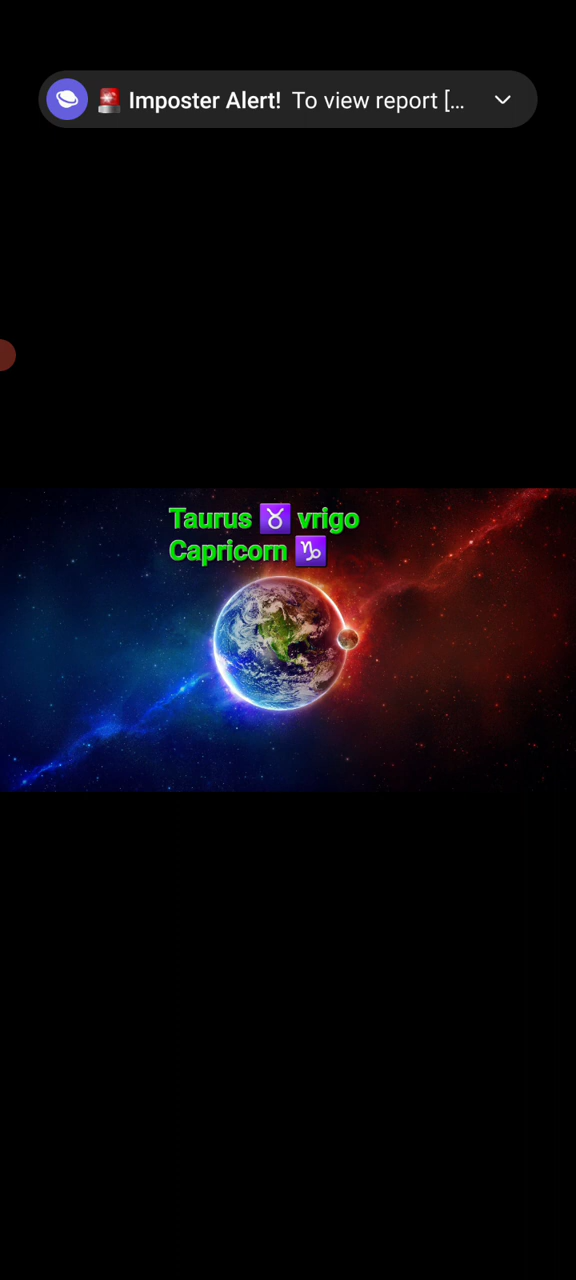 🚨 Imposter Alert! To view report [...
Taurus ♉ vrigo
Capricorn ♑